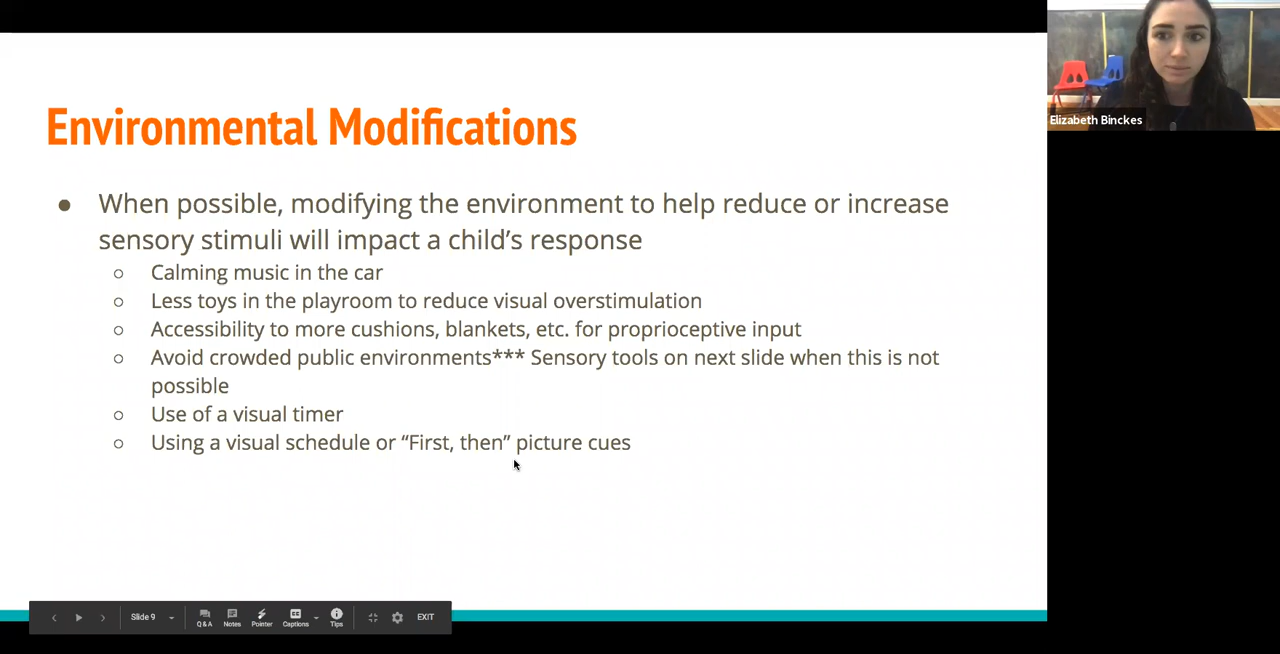 Environmental Modifications
When possible, modifying the environment to help reduce or increase
sensory stimuli will impact a child’s response
Calming music in the car
Less toys in the playroom to reduce visual overstimulation
Accessibility to more cushions, blankets, etc. for proprioceptive input
Avoid crowded public environments*** Sensory tools on next slide when this is not
possible
Use of a visual timer
Using a visual schedule or “First, then” picture cues
Elizabeth Binckes
Slide 9
Q & A
Notes
Pointer
CC
Captions
Tips
EXIT